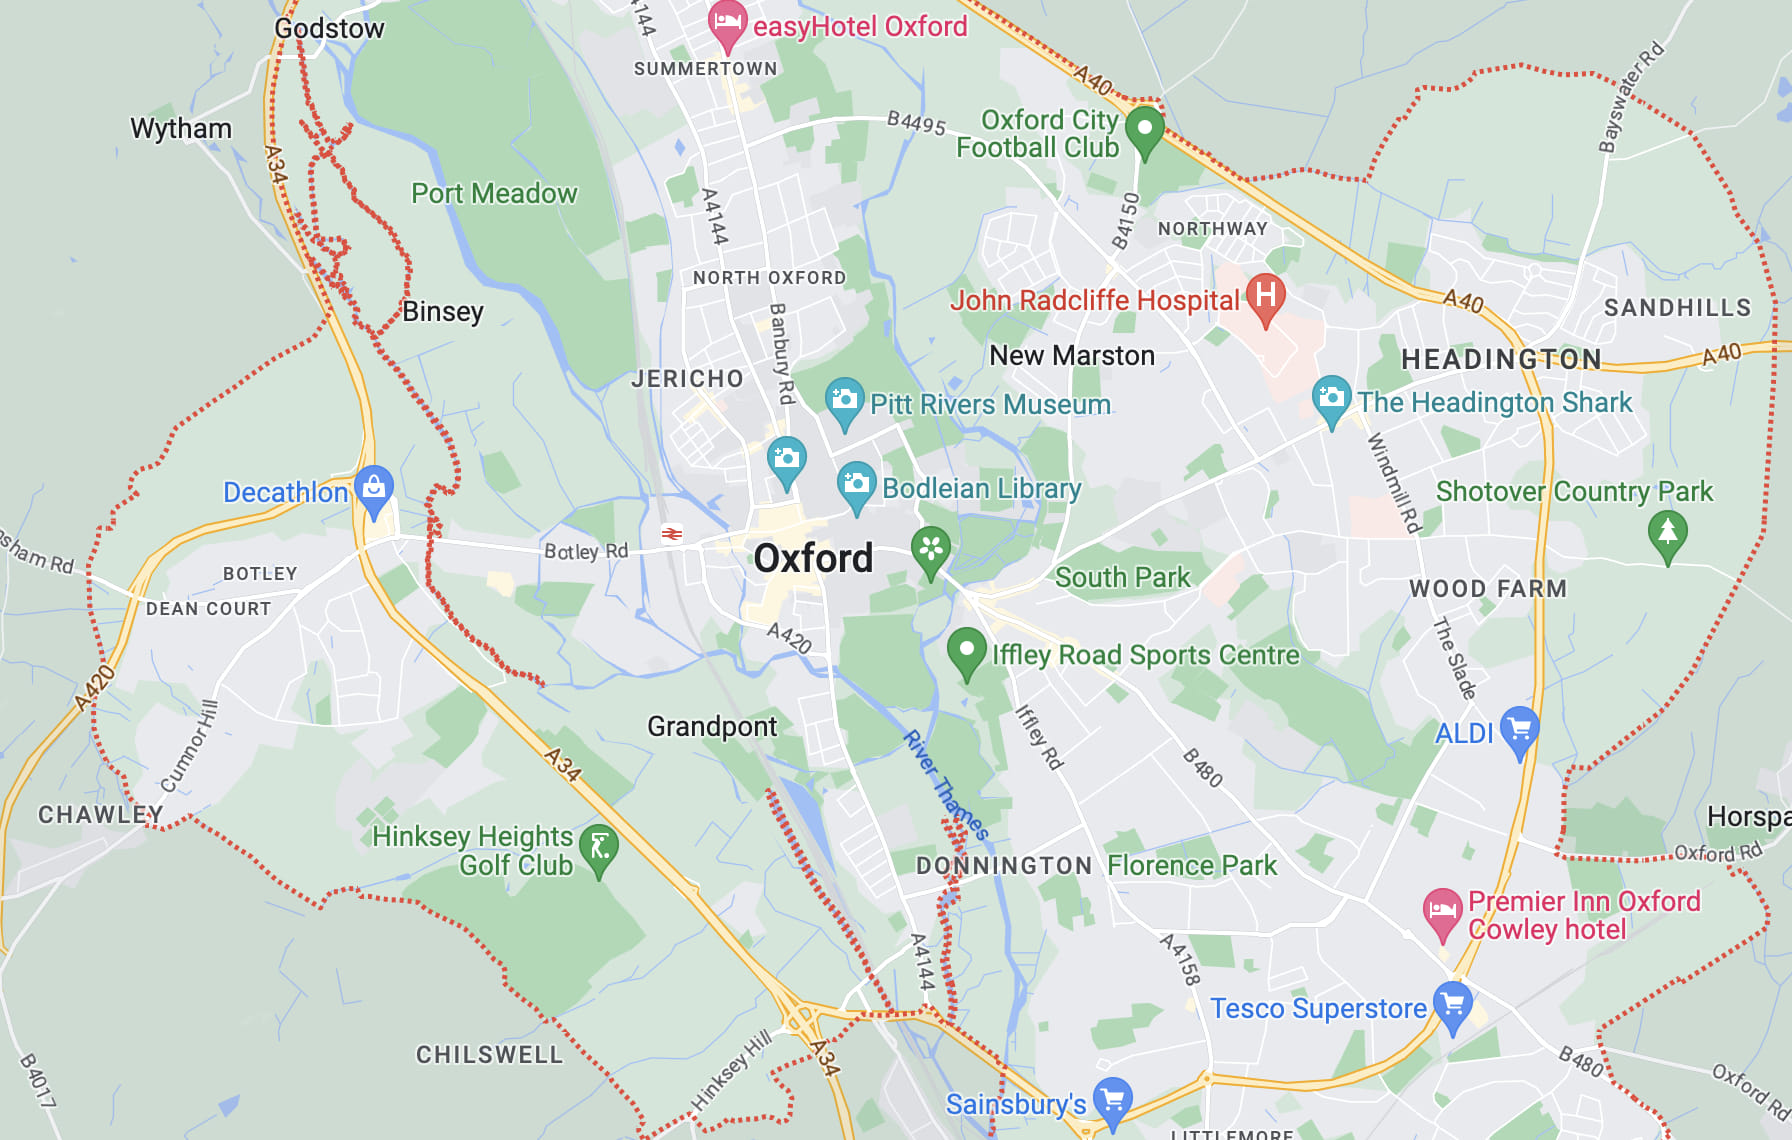 Godstow
A4144
easyHotel Oxford
SUMMERTOWN
A40
Bayswater Rd
Wytham
B4495
Oxford City
Football Club
A34
Port Meadow
A4144
B4150
NORTHWAY
NORTH OXFORD
John Radcliffe Hospital
A40
SANDHILLS
Binsey
Banbury Rd
New Marston
HEADINGTON
A40
JERICHO
Pitt Rivers Museum
The Headington Shark
Windmill Rd
Decathlon
Bodleian Library
Shotover Country Park
sham Rd
Botley Rd
Oxford
BOTLEY
South Park
WOOD FARM
DEAN COURT
A420
Iffley Road Sports Centre
The Slade
A420
Cumnor Hill
Grandpont
River Thames
Iffley Rd
ALDI
A34
B480
CHAWLEY
Horspa
Hinksey Heights
Golf Club
DONNINGTON
Florence Park
Oxford Rd
Premier Inn Oxford
Cowley hotel
A4144
A4158
Tesco Superstore
CHILSWELL
A34
Hinksey Hill
B480
B4017
Oxford Rd
Sainsbury's
LITTLEMORE